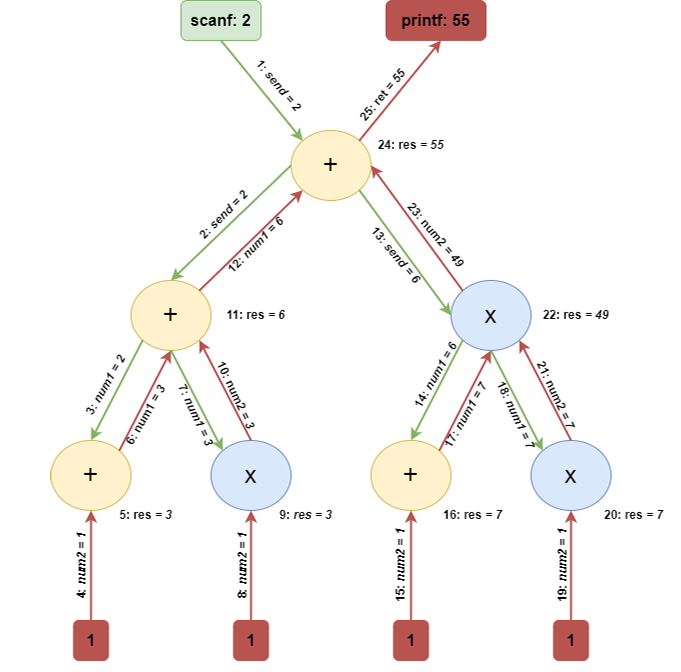 scanf: 2
printf: 55
1: send = 2
25: ret = 55
+
24: res = 55
2: send = 2
12: num1 = 6
13: send = 6
23: num2 = 49
+
11: res = 6
x
22: res = 49
3: num1 = 2
6: num1 = 3
7: num1 = 3
10: num2 = 3
14: num1 = 6
17: num1 = 7
18: num1 = 7
21: num2 = 7
+
x
+
x
5: res = 3
9: res = 3
16: res = 7
20: res = 7
4: num2 = 1
8: num2 = 1
15: num2 = 1
19: num2 = 1
1
1
1
1